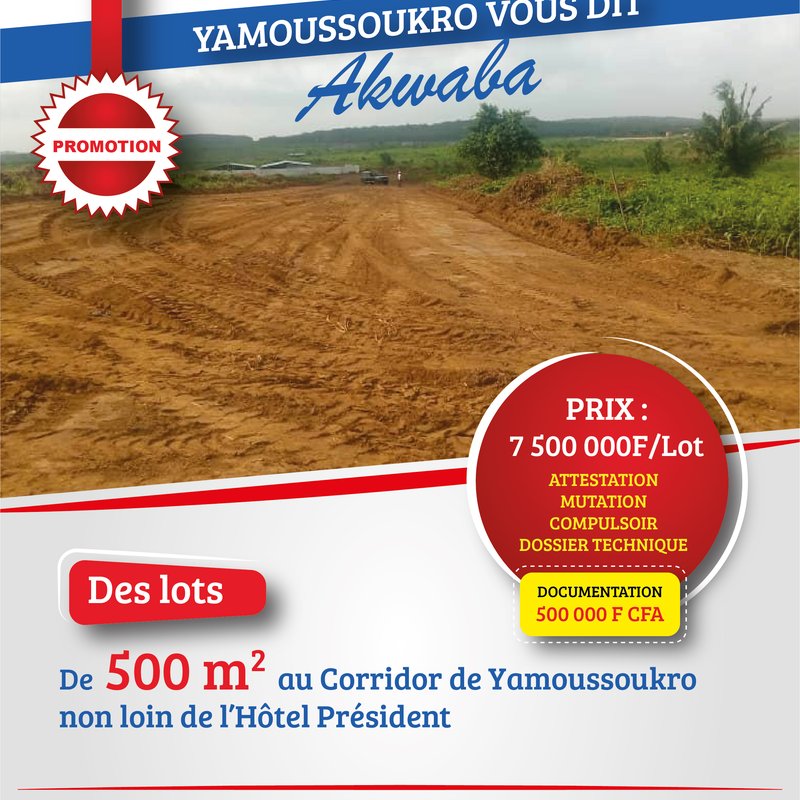 YAMOUSSOUKRO VOUS DIT
Akwaba
PROMOTION
PRIX :
7 500 000F/Lot
ATTESTATION
MUTATION
COMPULSOIR
DOSSIER TECHNIQUE
DOCUMENTATION
500 000 F CFA
Des lots
De 500 m² au Corridor de Yamoussoukro
non loin de l'Hôtel Président